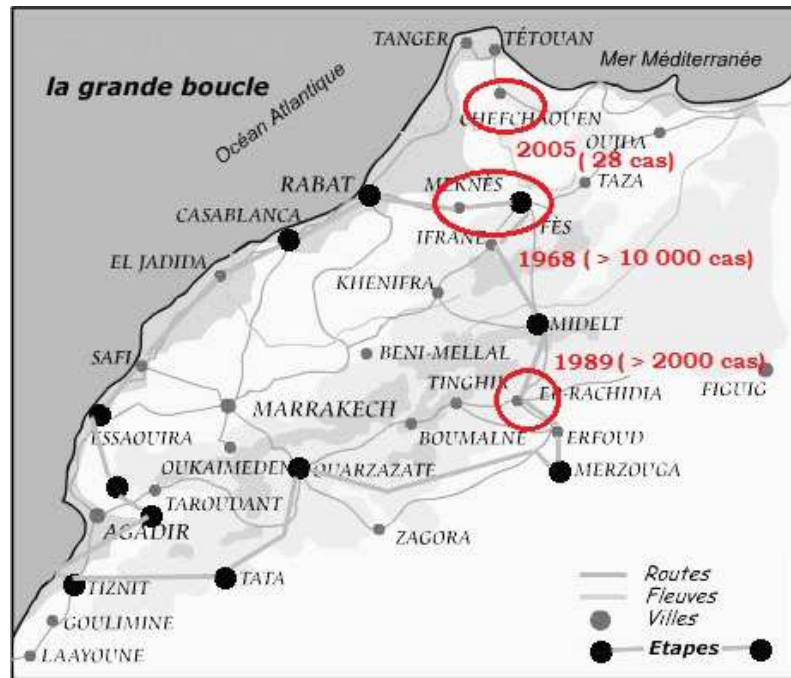 TANGER
TÉTOUAN
Mer Méditerranée
la grande boucle
Océan Atlantique
CHEFCHAOUEN
OUJDA
2005 ( 28 cas)
RABAT
MEKNÈS
TAZA
CASABLANCA
FÈS
IFRANE
EL JADIDA
1968 ( > 10 000 cas)
KHENIFRA
MIDELT
SAFI
BENI-MELLAL
1989 ( > 2000 cas)
TINGHIR
ER-RACHIDIA
FIGUIG
MARRAKECH
ESSAOUIRA
BOUMALNE
ERFOUD
OUKAIMEDEN
OUARZAZATE
MERZOUGA
TAROUDANT
AGADIR
ZAGORA
TIZNIT
TATA
GOULIMINE
LAAYOUNE
Routes
Fleuves
Villes
Etapes